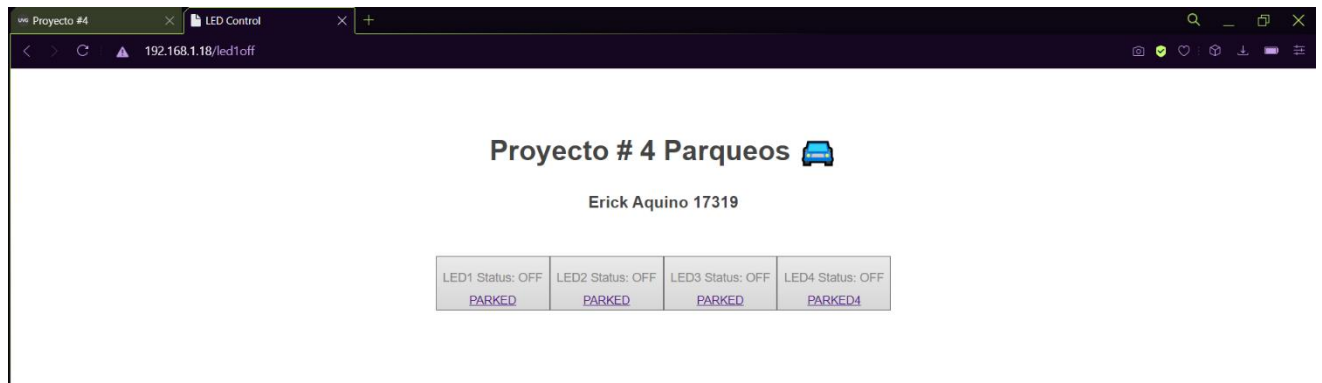 UVG Proyecto #4
LED Control
192.168.1.18/led1off
Proyecto # 4 Parqueos
Erick Aquino 17319
LED1 Status: OFF LED2 Status: OFF LED3 Status: OFF LED4 Status: OFF
PARKED PARKED PARKED PARKED4